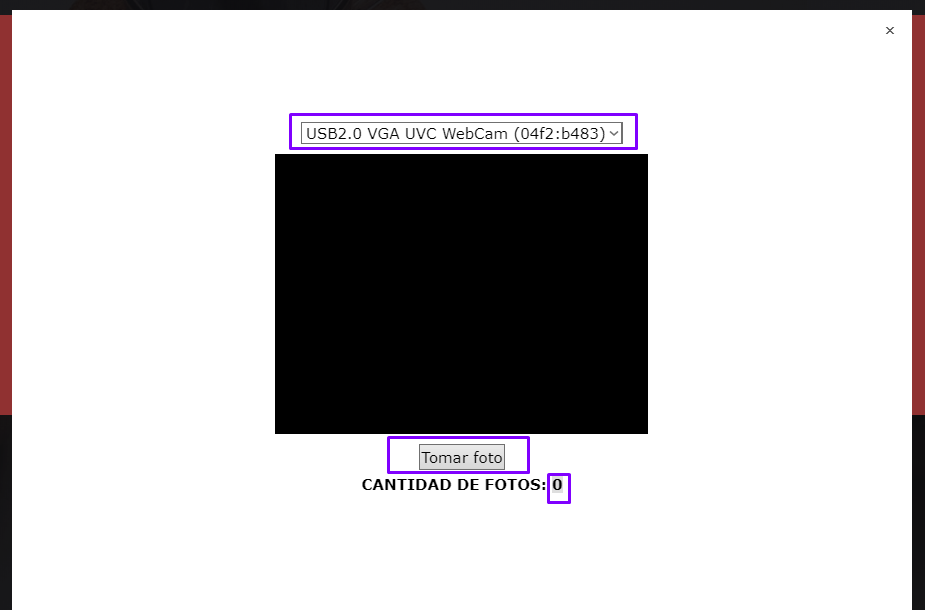 ×
USB2.0 VGA UVC WebCam (04f2:b483)
Tomar foto
CANTIDAD DE FOTOS: 0